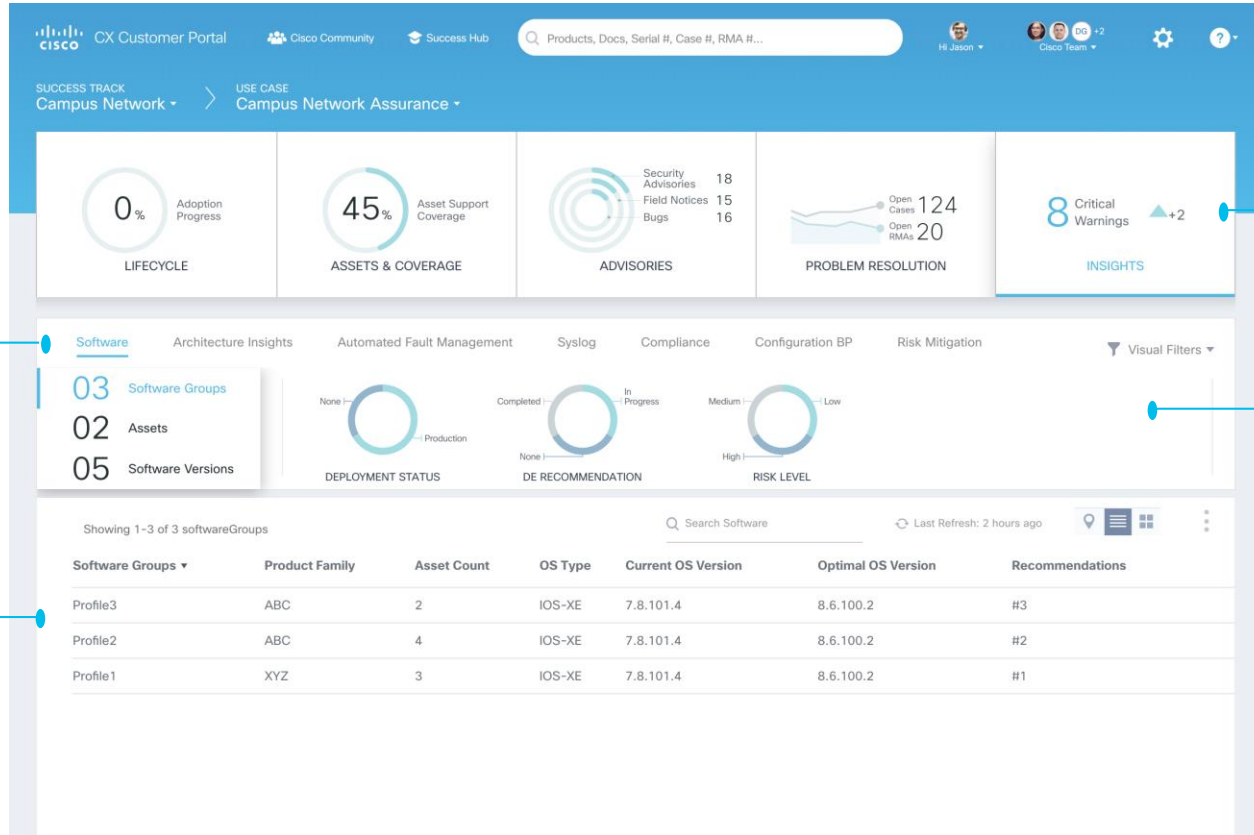 CISCO CX Customer Portal Cisco Community Success Hub Products, Docs, Serial #, Case #, RMA #... Hi Jason DG +2 Cisco Team ?
SUCCESS TRACK USE CASE
Campus Network Campus Network Assurance
0% Adoption Progress
LIFECYCLE
45% Asset Support Coverage
ASSETS & COVERAGE
Security Advisories 18
Field Notices 15
Bugs 16
ADVISORIES
Open Cases 124
Open RMAs 20
PROBLEM RESOLUTION
8 Critical Warnings +2
INSIGHTS
Software Architecture Insights Automated Fault Management Syslog Compliance Configuration BP Risk Mitigation Visual Filters
03 Software Groups
02 Assets
05 Software Versions
None Production
DEPLOYMENT STATUS
Completed In Progress None
DE RECOMMENDATION
Medium Low High
RISK LEVEL
Showing 1-3 of 3 softwareGroups Search Software Last Refresh: 2 hours ago
Software Groups Product Family Asset Count OS Type Current OS Version Optimal OS Version Recommendations
Profile3 ABC 2 IOS-XE 7.8.101.4 8.6.100.2 #3
Profile2 ABC 4 IOS-XE 7.8.101.4 8.6.100.2 #2
Profile1 XYZ 3 IOS-XE 7.8.101.4 8.6.100.2 #1